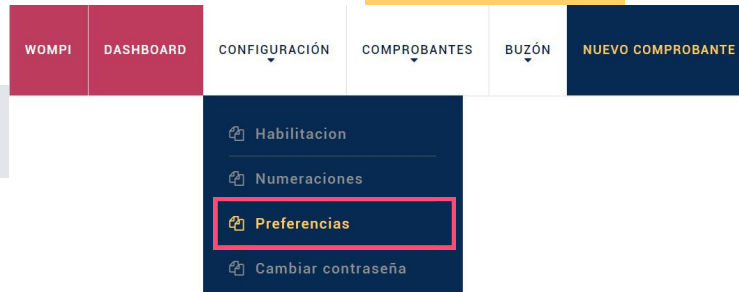 WOMPI DASHBOARD CONFIGURACIÓN COMPROBANTES BUZÓN NUEVO COMPROBANTE
Habilitacion
Numeraciones
Preferencias
Cambiar contraseña